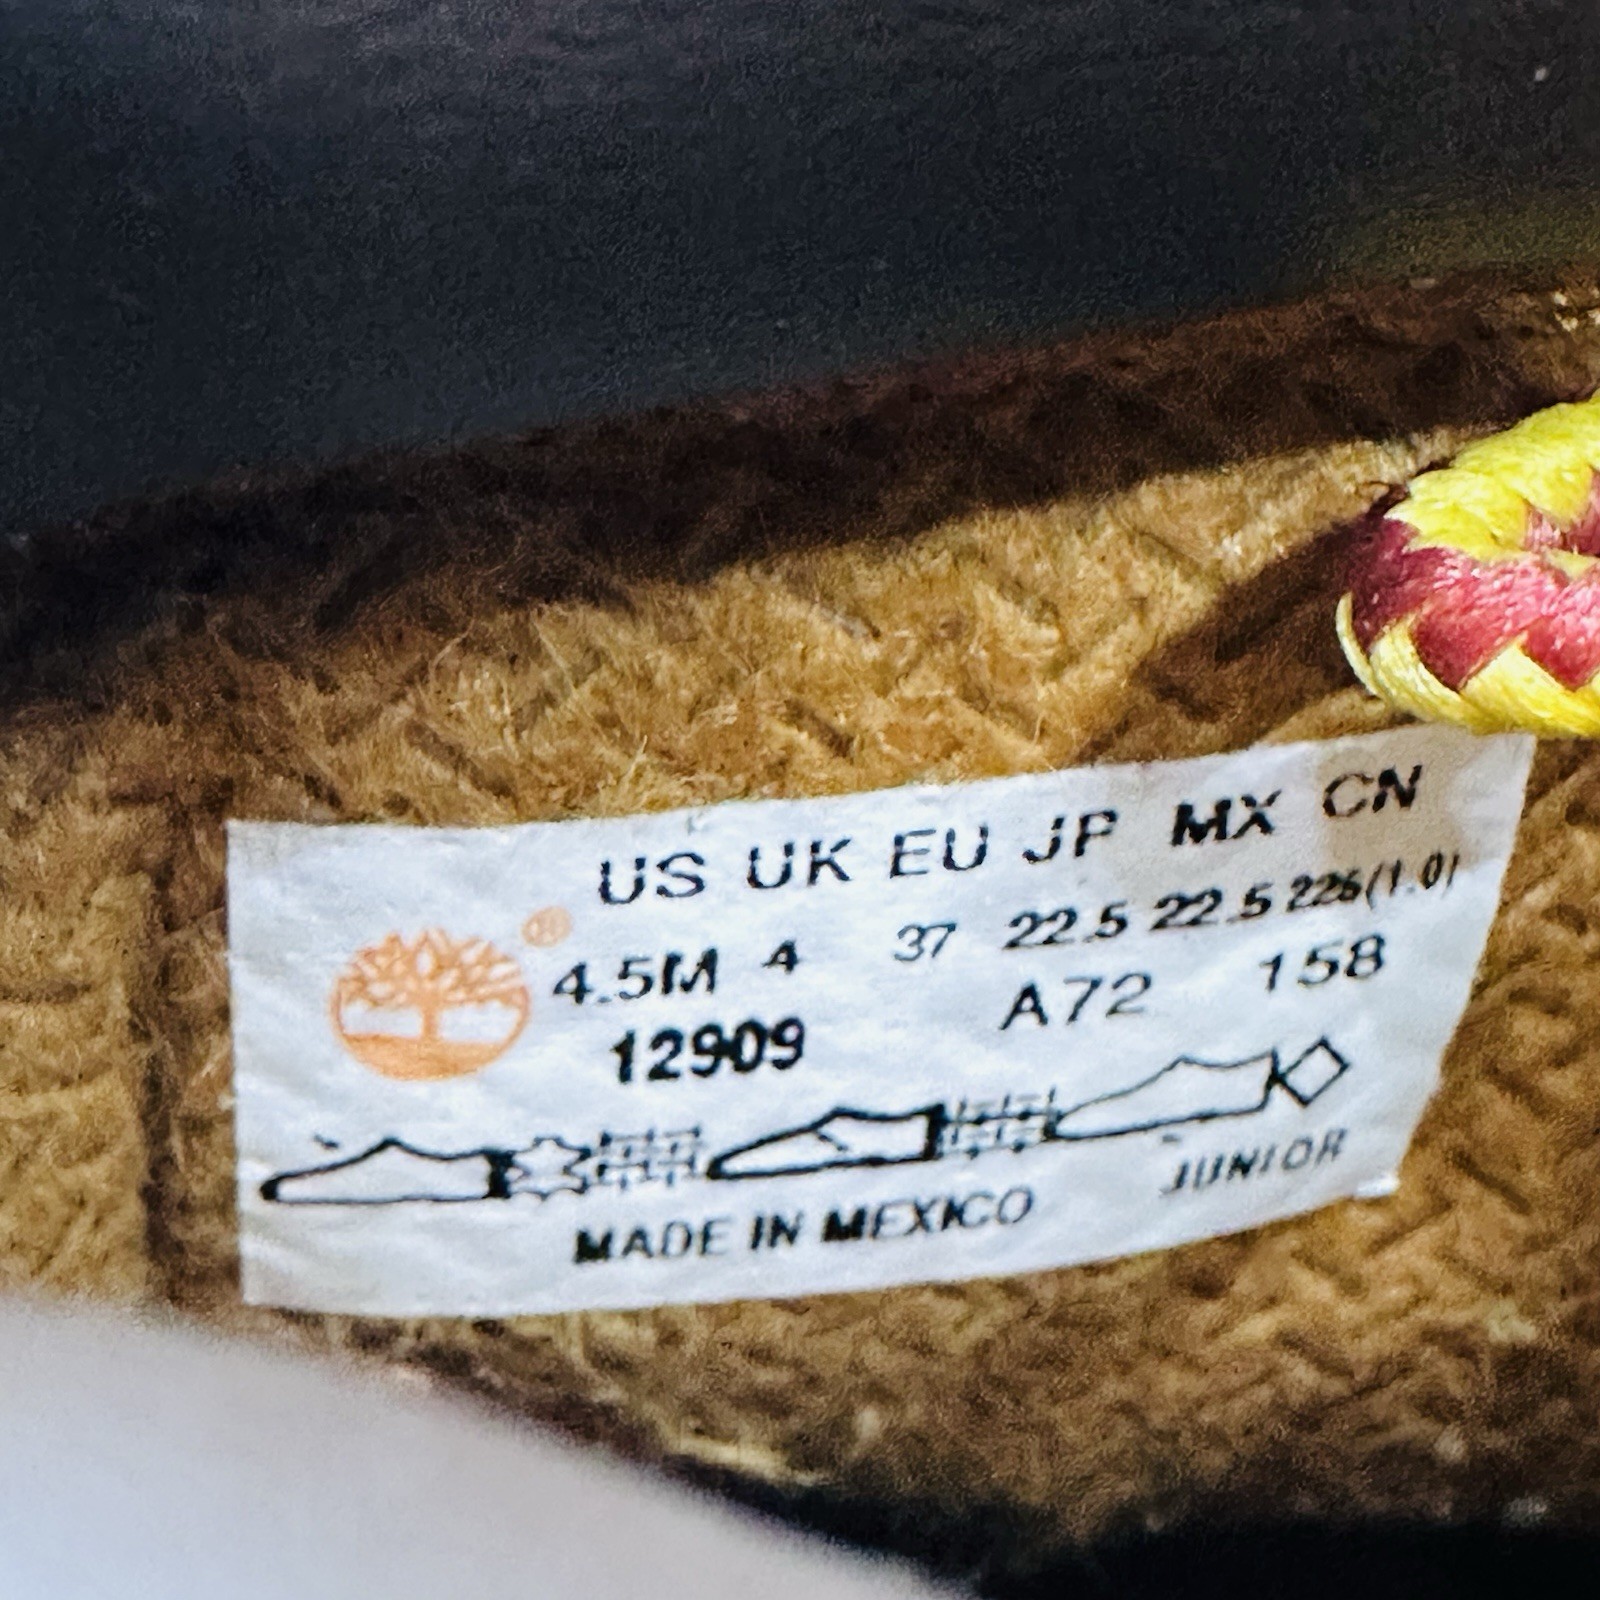 US UK EU JP MX CN
4.5M 4 37 22.5 22.5 225(1.0)
12909 A72 158
JUNIOR
MADE IN MEXICO